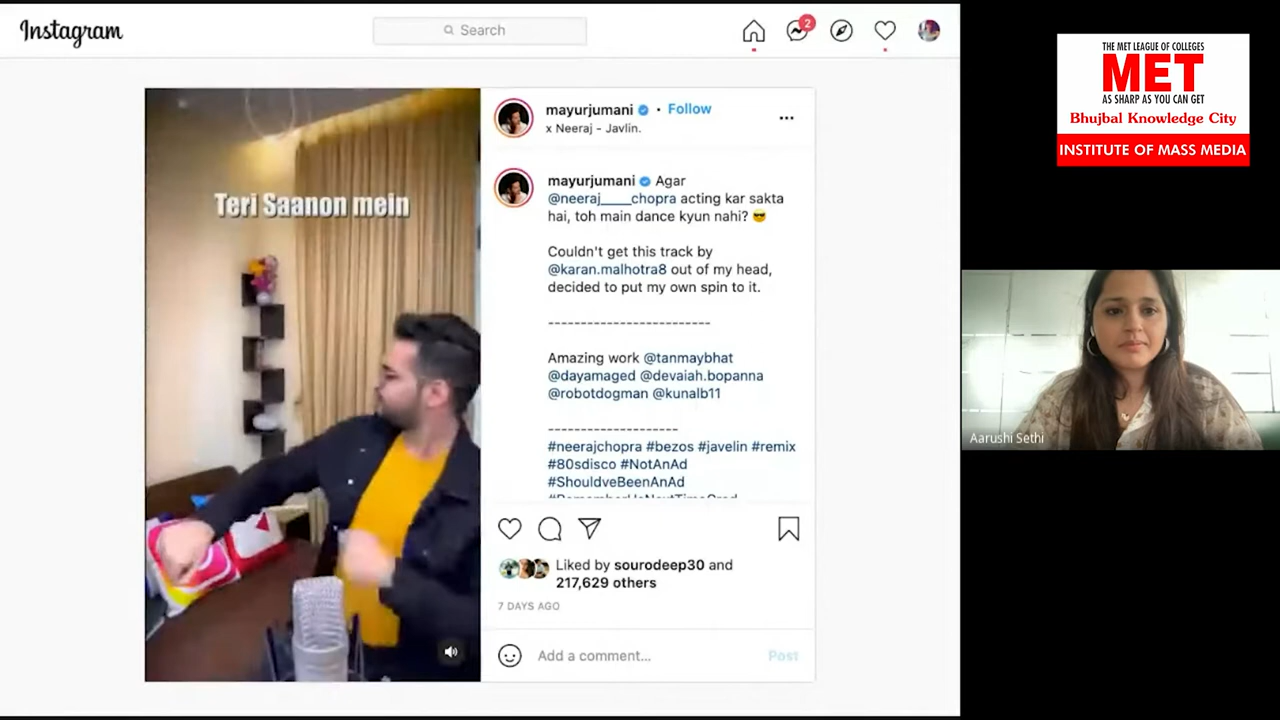 Instagram
Search
2
Teri Saanon mein
mayurjumani • Follow
x Neeraj - Javlin.
mayurjumani Agar
@neeraj____chopra acting kar sakta
hai, toh main dance kyun nahi? 😎
Couldn't get this track by
@karan.malhotra8 out of my head,
decided to put my own spin to it.
-------------------------
Amazing work @tanmaybhat
@dayamaged @devaiah.bopanna
@robotdogman @kunalb11
--------------------
#neerajchopra #bezos #javelin #remix
#80sdisco #NotAnAd
#ShouldveBeenAnAd
#RememberUsNextTimeCred
Liked by sourodeep30 and
217,629 others
7 DAYS AGO
Add a comment...
Post
THE MET LEAGUE OF COLLEGES
MET
AS SHARP AS YOU CAN GET
Bhujbal Knowledge City
INSTITUTE OF MASS MEDIA
Aarushi Sethi